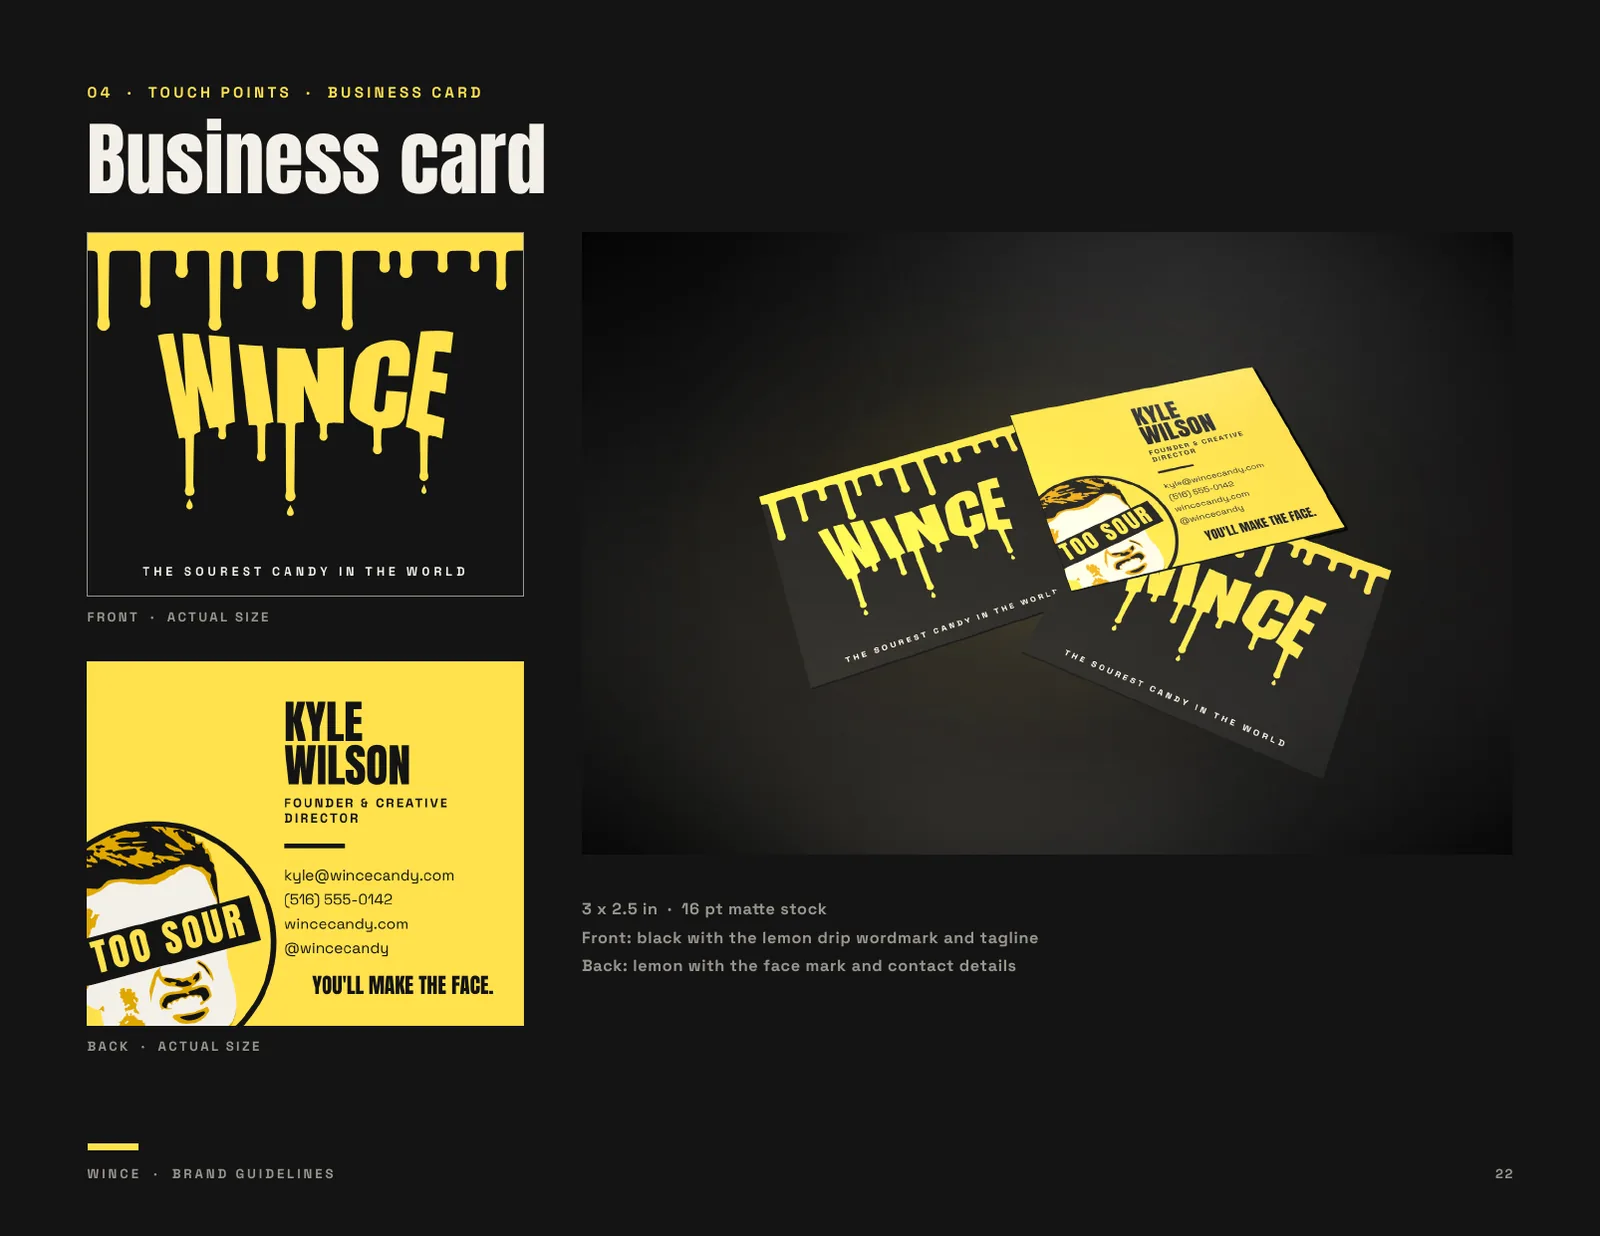 04 · TOUCH POINTS · BUSINESS CARD
Business card
WINCE
THE SOUREST CANDY IN THE WORLD
FRONT · ACTUAL SIZE
KYLE
WILSON
FOUNDER & CREATIVE
DIRECTOR
kyle@wincecandy.com
(516) 555-0142
wincecandy.com
@wincecandy
TOO SOUR
YOU'LL MAKE THE FACE.
BACK · ACTUAL SIZE
WINCE
THE SOUREST CANDY IN THE WORLD
KYLE
WILSON
FOUNDER & CREATIVE
DIRECTOR
kyle@wincecandy.com
(516) 555-0142
wincecandy.com
@wincecandy
TOO SOUR
YOU'LL MAKE THE FACE.
WINCE
THE SOUREST CANDY IN THE WORLD
3 x 2.5 in · 16 pt matte stock
Front: black with the lemon drip wordmark and tagline
Back: lemon with the face mark and contact details
WINCE · BRAND GUIDELINES
22